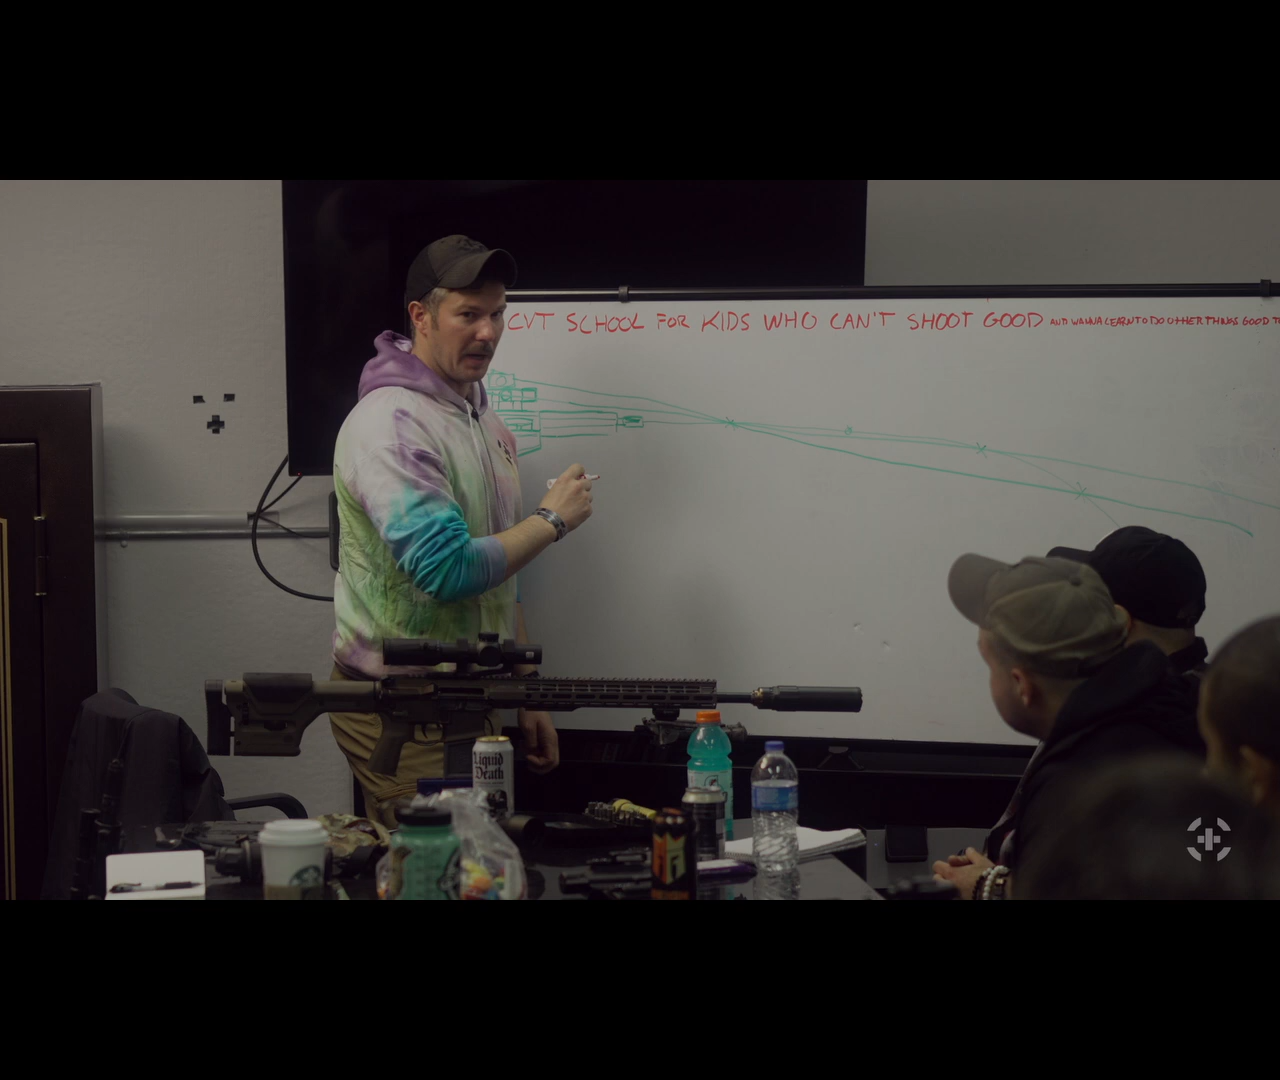 CVT SCHOOL FOR KIDS WHO CAN'T SHOOT GOOD AND WANNA LEARN TO DO OTHER THINGS GOOD
Liquid
Death